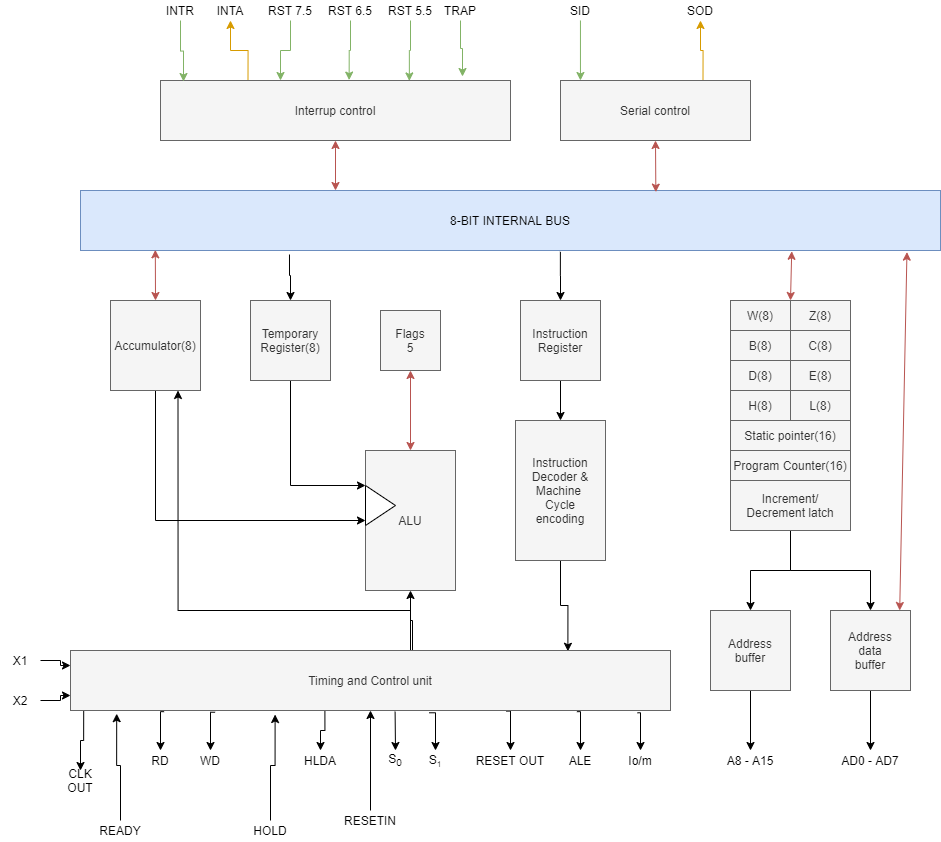 INTR INTA RST 7.5 RST 6.5 RST 5.5 TRAP SID SOD
Interrup control
Serial control
8-BIT INTERNAL BUS
Accumulator(8)
Temporary
Register(8)
Flags
5
Instruction
Register
W(8) Z(8)
B(8) C(8)
D(8) E(8)
H(8) L(8)
Static pointer(16)
Program Counter(16)
Increment/
Decrement latch
ALU
Instruction
Decoder &
Machine
Cycle
encoding
X1
X2
Timing and Control unit
Address
buffer
Address
data
buffer
CLK
OUT
READY
RD
WD
HOLD
HLDA
RESETIN
S0
S1
RESET OUT
ALE
Io/m
A8 - A15
AD0 - AD7